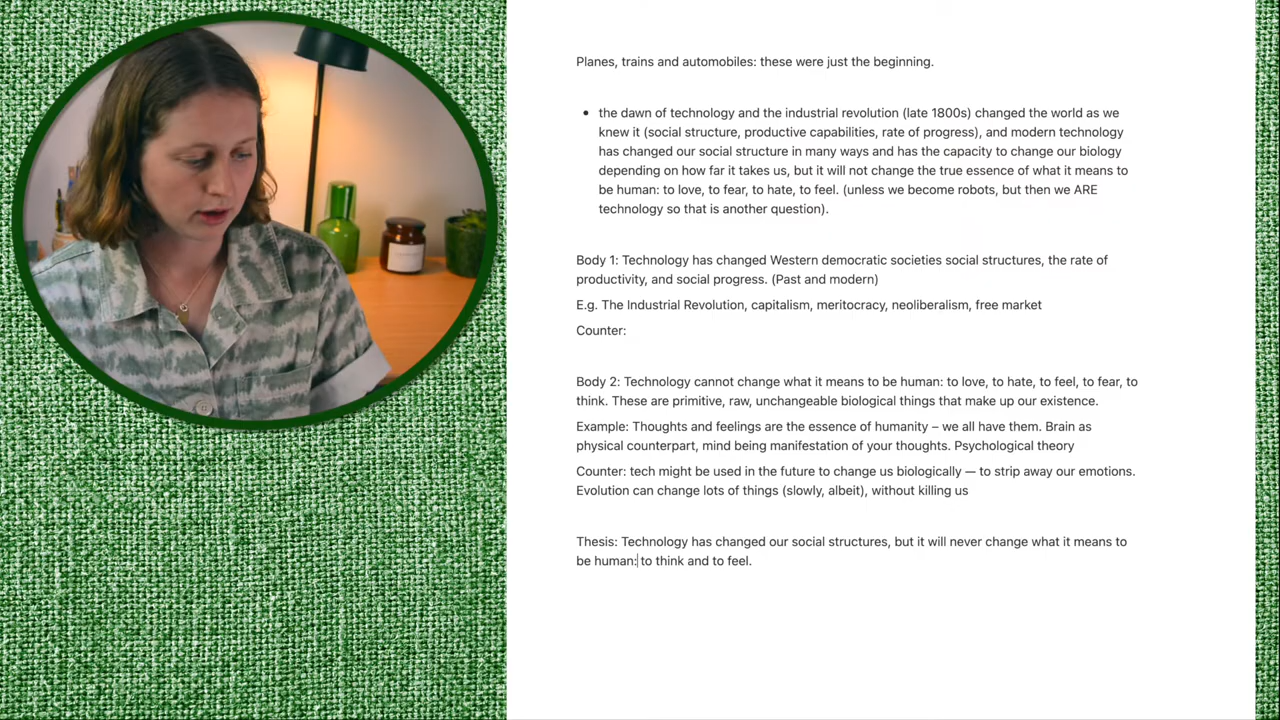 Planes, trains and automobiles: these were just the beginning.
• the dawn of technology and the industrial revolution (late 1800s) changed the world as we
knew it (social structure, productive capabilities, rate of progress), and modern technology
has changed our social structure in many ways and has the capacity to change our biology
depending on how far it takes us, but it will not change the true essence of what it means to
be human: to love, to fear, to hate, to feel. (unless we become robots, but then we ARE
technology so that is another question).
Body 1: Technology has changed Western democratic societies social structures, the rate of
productivity, and social progress. (Past and modern)
E.g. The Industrial Revolution, capitalism, meritocracy, neoliberalism, free market
Counter:
Body 2: Technology cannot change what it means to be human: to love, to hate, to feel, to fear, to
think. These are primitive, raw, unchangeable biological things that make up our existence.
Example: Thoughts and feelings are the essence of humanity – we all have them. Brain as
physical counterpart, mind being manifestation of your thoughts. Psychological theory
Counter: tech might be used in the future to change us biologically — to strip away our emotions.
Evolution can change lots of things (slowly, albeit), without killing us
Thesis: Technology has changed our social structures, but it will never change what it means to
be human: to think and to feel.